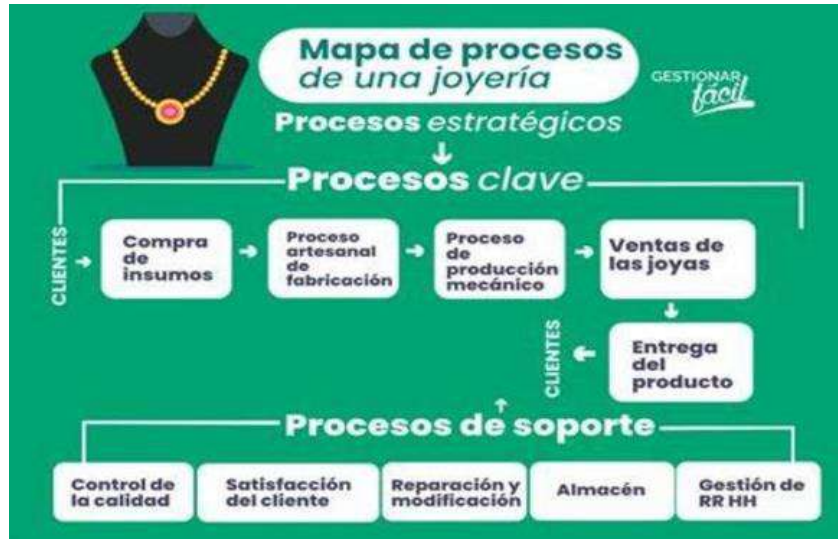 Mapa de procesos
de una joyería
GESTIONAR
fácil
Procesos estratégicos
Procesos clave
CLIENTES
Compra
de
insumos
Proceso
artesanal
de
fabricación
Proceso
de
producción
mecánico
Ventas de
las joyas
Entrega
del
producto
CLIENTES
Procesos de soporte
Control de
la calidad
Satisfacción
del cliente
Reparación y
modificación
Almacén
Gestión de
RR HH